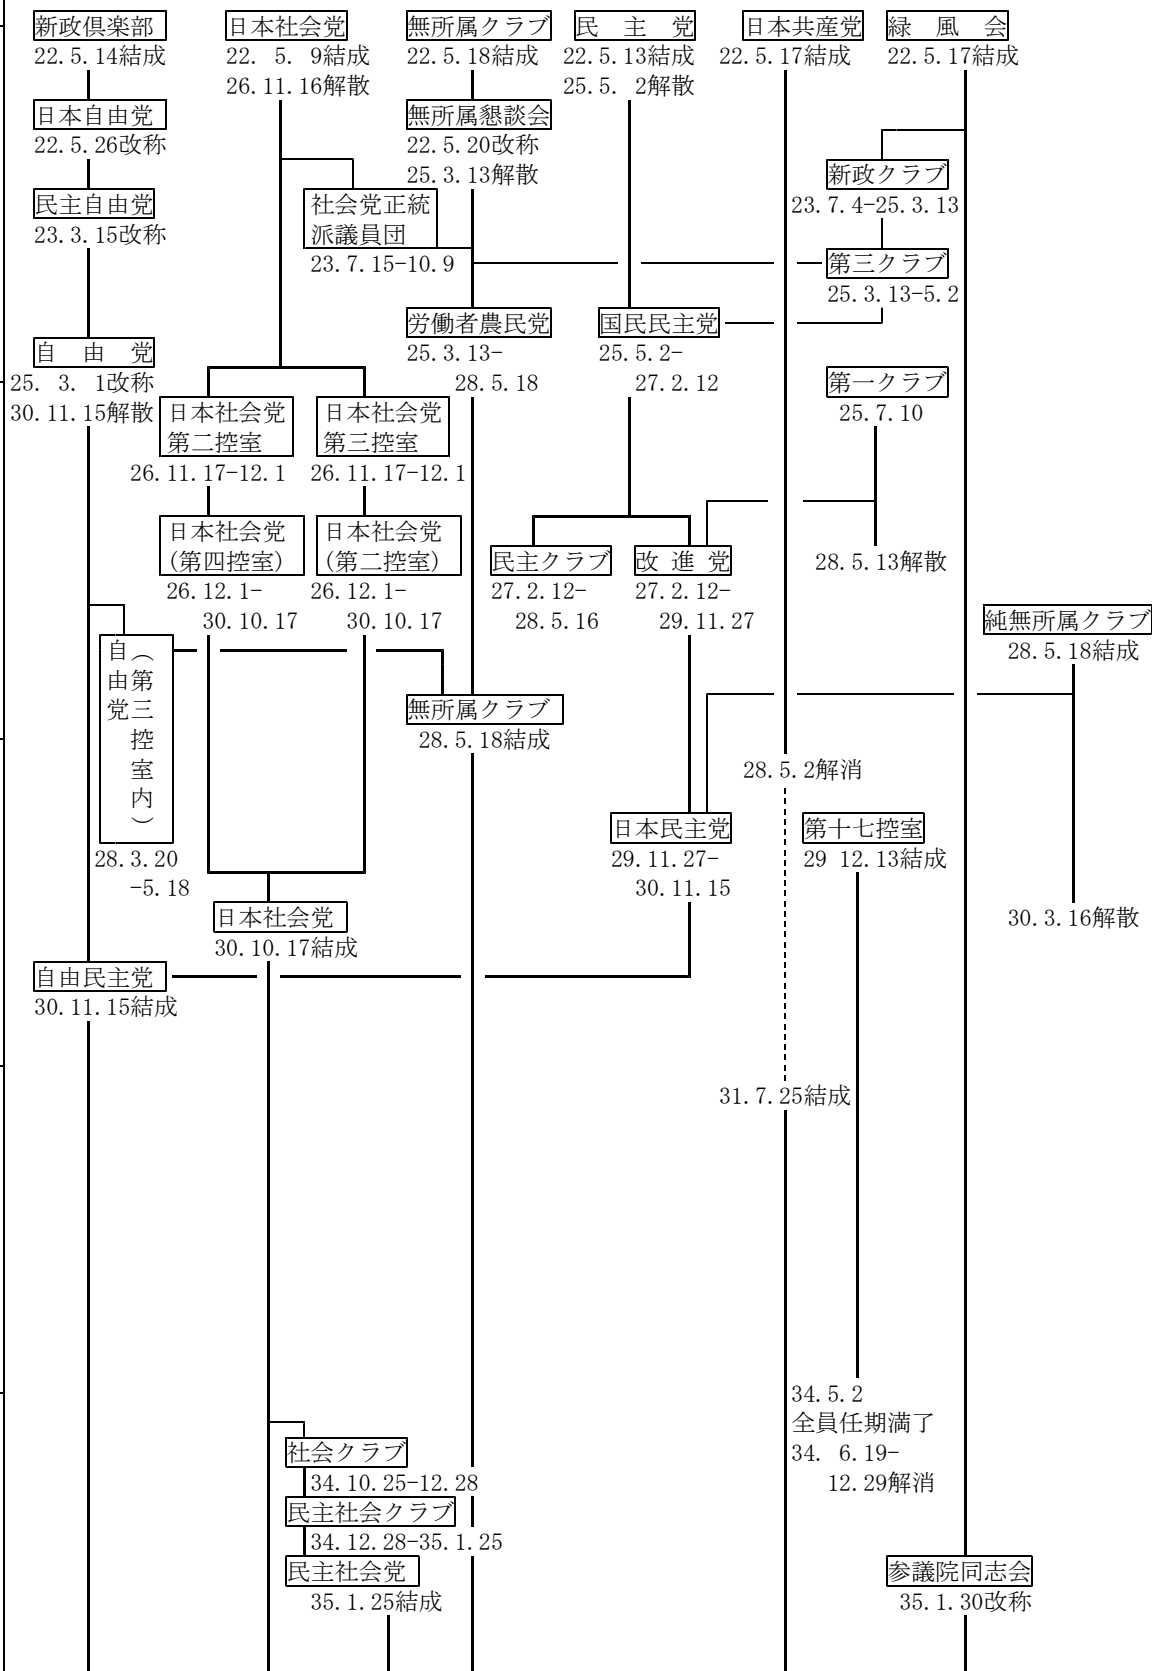 新政倶楽部
22.5.14結成
日本自由党
22.5.26改称
民主自由党
23.3.15改称
自　由　党
25. 3. 1改称
30.11.15解散
日本社会党
22. 5. 9結成
26.11.16解散
社会党正統
派議員団
23.7.15-10.9
日本社会党
第二控室
26.11.17-12.1
日本社会党
第三控室
26.11.17-12.1
日本社会党
(第四控室)
26.12.1-
30.10.17
日本社会党
(第二控室)
26.12.1-
30.10.17
自由党
（第三控室内）
28.3.20
-5.18
日本社会党
30.10.17結成
自由民主党
30.11.15結成
無所属クラブ
22.5.18結成
無所属懇談会
22.5.20改称
25.3.13解散
労働者農民党
25.3.13-
28.5.18
無所属クラブ
28.5.18結成
民　主　党
22.5.13結成
25.5. 2解散
国民民主党
25.5.2-
27.2.12
民主クラブ
27.2.12-
28.5.16
改 進 党
27.2.12-
29.11.27
日本民主党
29.11.27-
30.11.15
日本共産党
22.5.17結成
28.5.2解消
31.7.25結成
緑　風　会
22.5.17結成
新政クラブ
23.7.4-25.3.13
第三クラブ
25.3.13-5.2
第一クラブ
25.7.10
28.5.13解散
純無所属クラブ
28.5.18結成
30.3.16解散
第十七控室
29 12.13結成
34.5.2
全員任期満了
34. 6.19-
12.29解消
社会クラブ
34.10.25-12.28
民主社会クラブ
34.12.28-35.1.25
民主社会党
35.1.25結成
参議院同志会
35.1.30改称